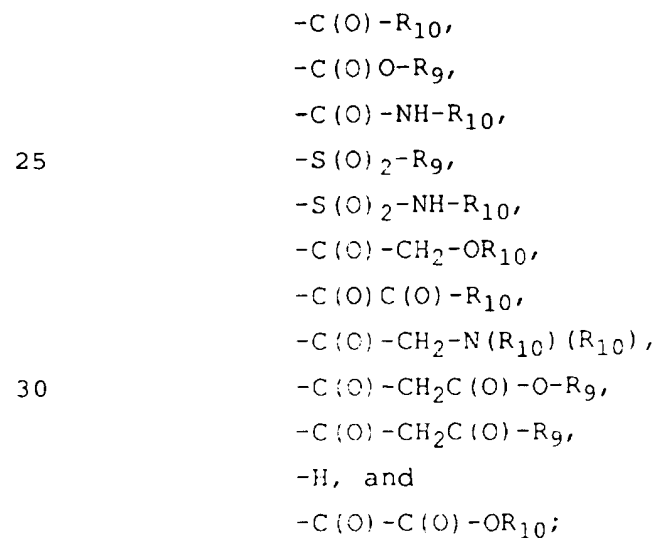 -C(O)-R10,
-C(O)O-R9,
-C(O)-NH-R10,
25 -S(O)2-R9,
-S(O)2-NH-R10,
-C(O)-CH2-OR10,
-C(O)C(O)-R10,
-C(O)-CH2-N(R10)(R10),
30 -C(O)-CH2C(O)-O-R9,
-C(O)-CH2C(O)-R9,
-H, and
-C(O)-C(O)-OR10;